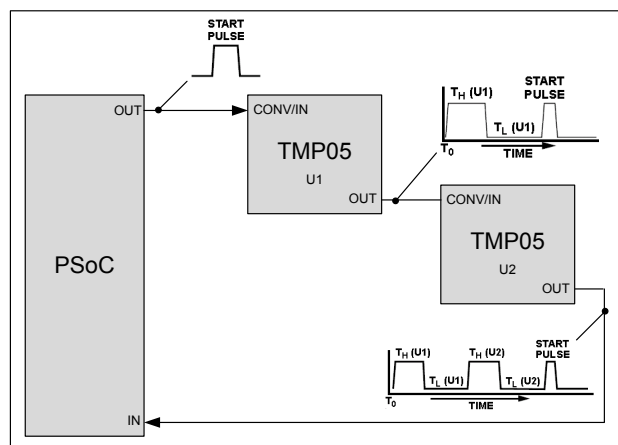 START
PULSE
OUT
CONV/IN
TMP05
U1
OUT
T_H (U1)
START
PULSE
T_L (U1)
T_0
TIME
CONV/IN
TMP05
U2
OUT
PSoC
T_H (U1)
T_H (U2)
START
PULSE
T_L (U1)
T_L (U2)
T_0
TIME
IN